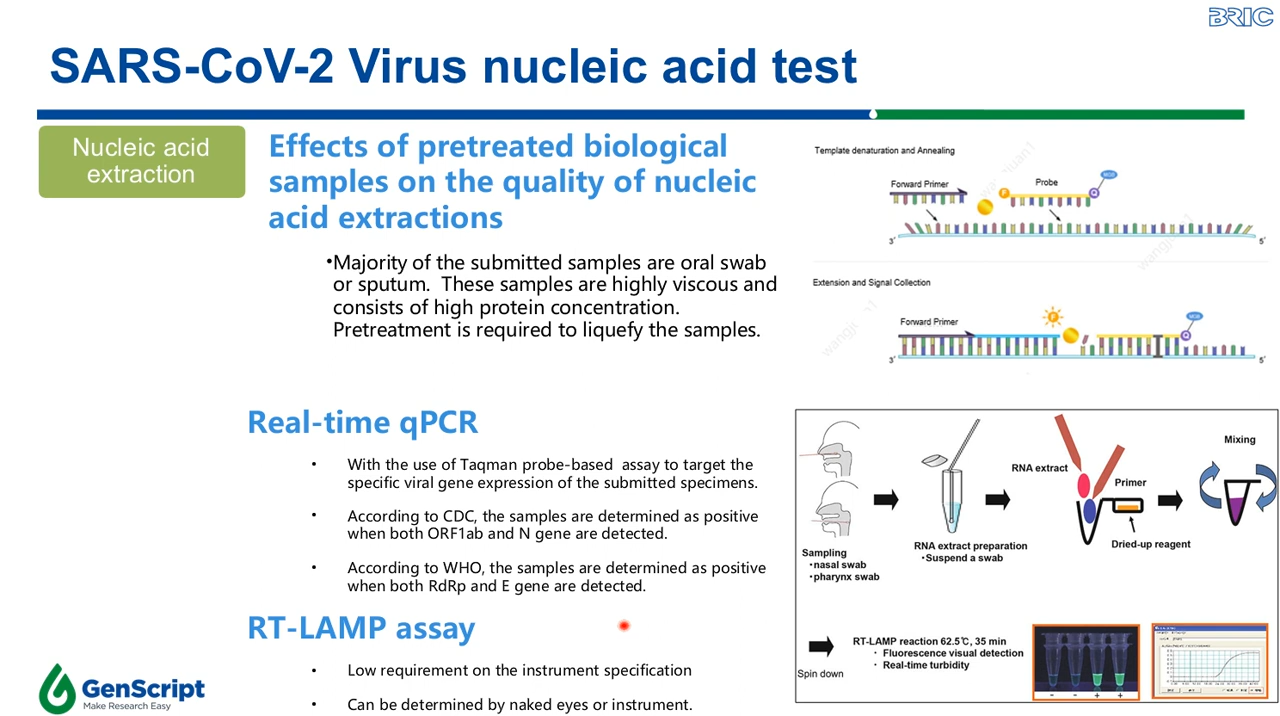 BRIC
SARS-CoV-2 Virus nucleic acid test
Nucleic acid
extraction
Effects of pretreated biological
samples on the quality of nucleic
acid extractions
•Majority of the submitted samples are oral swab
or sputum.  These samples are highly viscous and
consists of high protein concentration.
Pretreatment is required to liquefy the samples.
Real-time qPCR
• With the use of Taqman probe-based  assay to target the
specific viral gene expression of the submitted specimens.
• According to CDC, the samples are determined as positive
when both ORF1ab and N gene are detected.
• According to WHO, the samples are determined as positive
when both RdRp and E gene are detected.
RT-LAMP assay
• Low requirement on the instrument specification
• Can be determined by naked eyes or instrument.
GenScript
Make Research Easy
Template denaturation and Annealing
Forward Primer
Probe
F
Q
MGB
3'
5'
Extension and Signal Collection
Forward Primer
F
Q
MGB
3'
5'
Sampling
•nasal swab
•pharynx swab
RNA extract preparation
•Suspend a swab
RNA extract
Primer
Dried-up reagent
Mixing
Spin down
RT-LAMP reaction 62.5℃, 35 min
• Fluorescence visual detection
• Real-time turbidity
- - + +